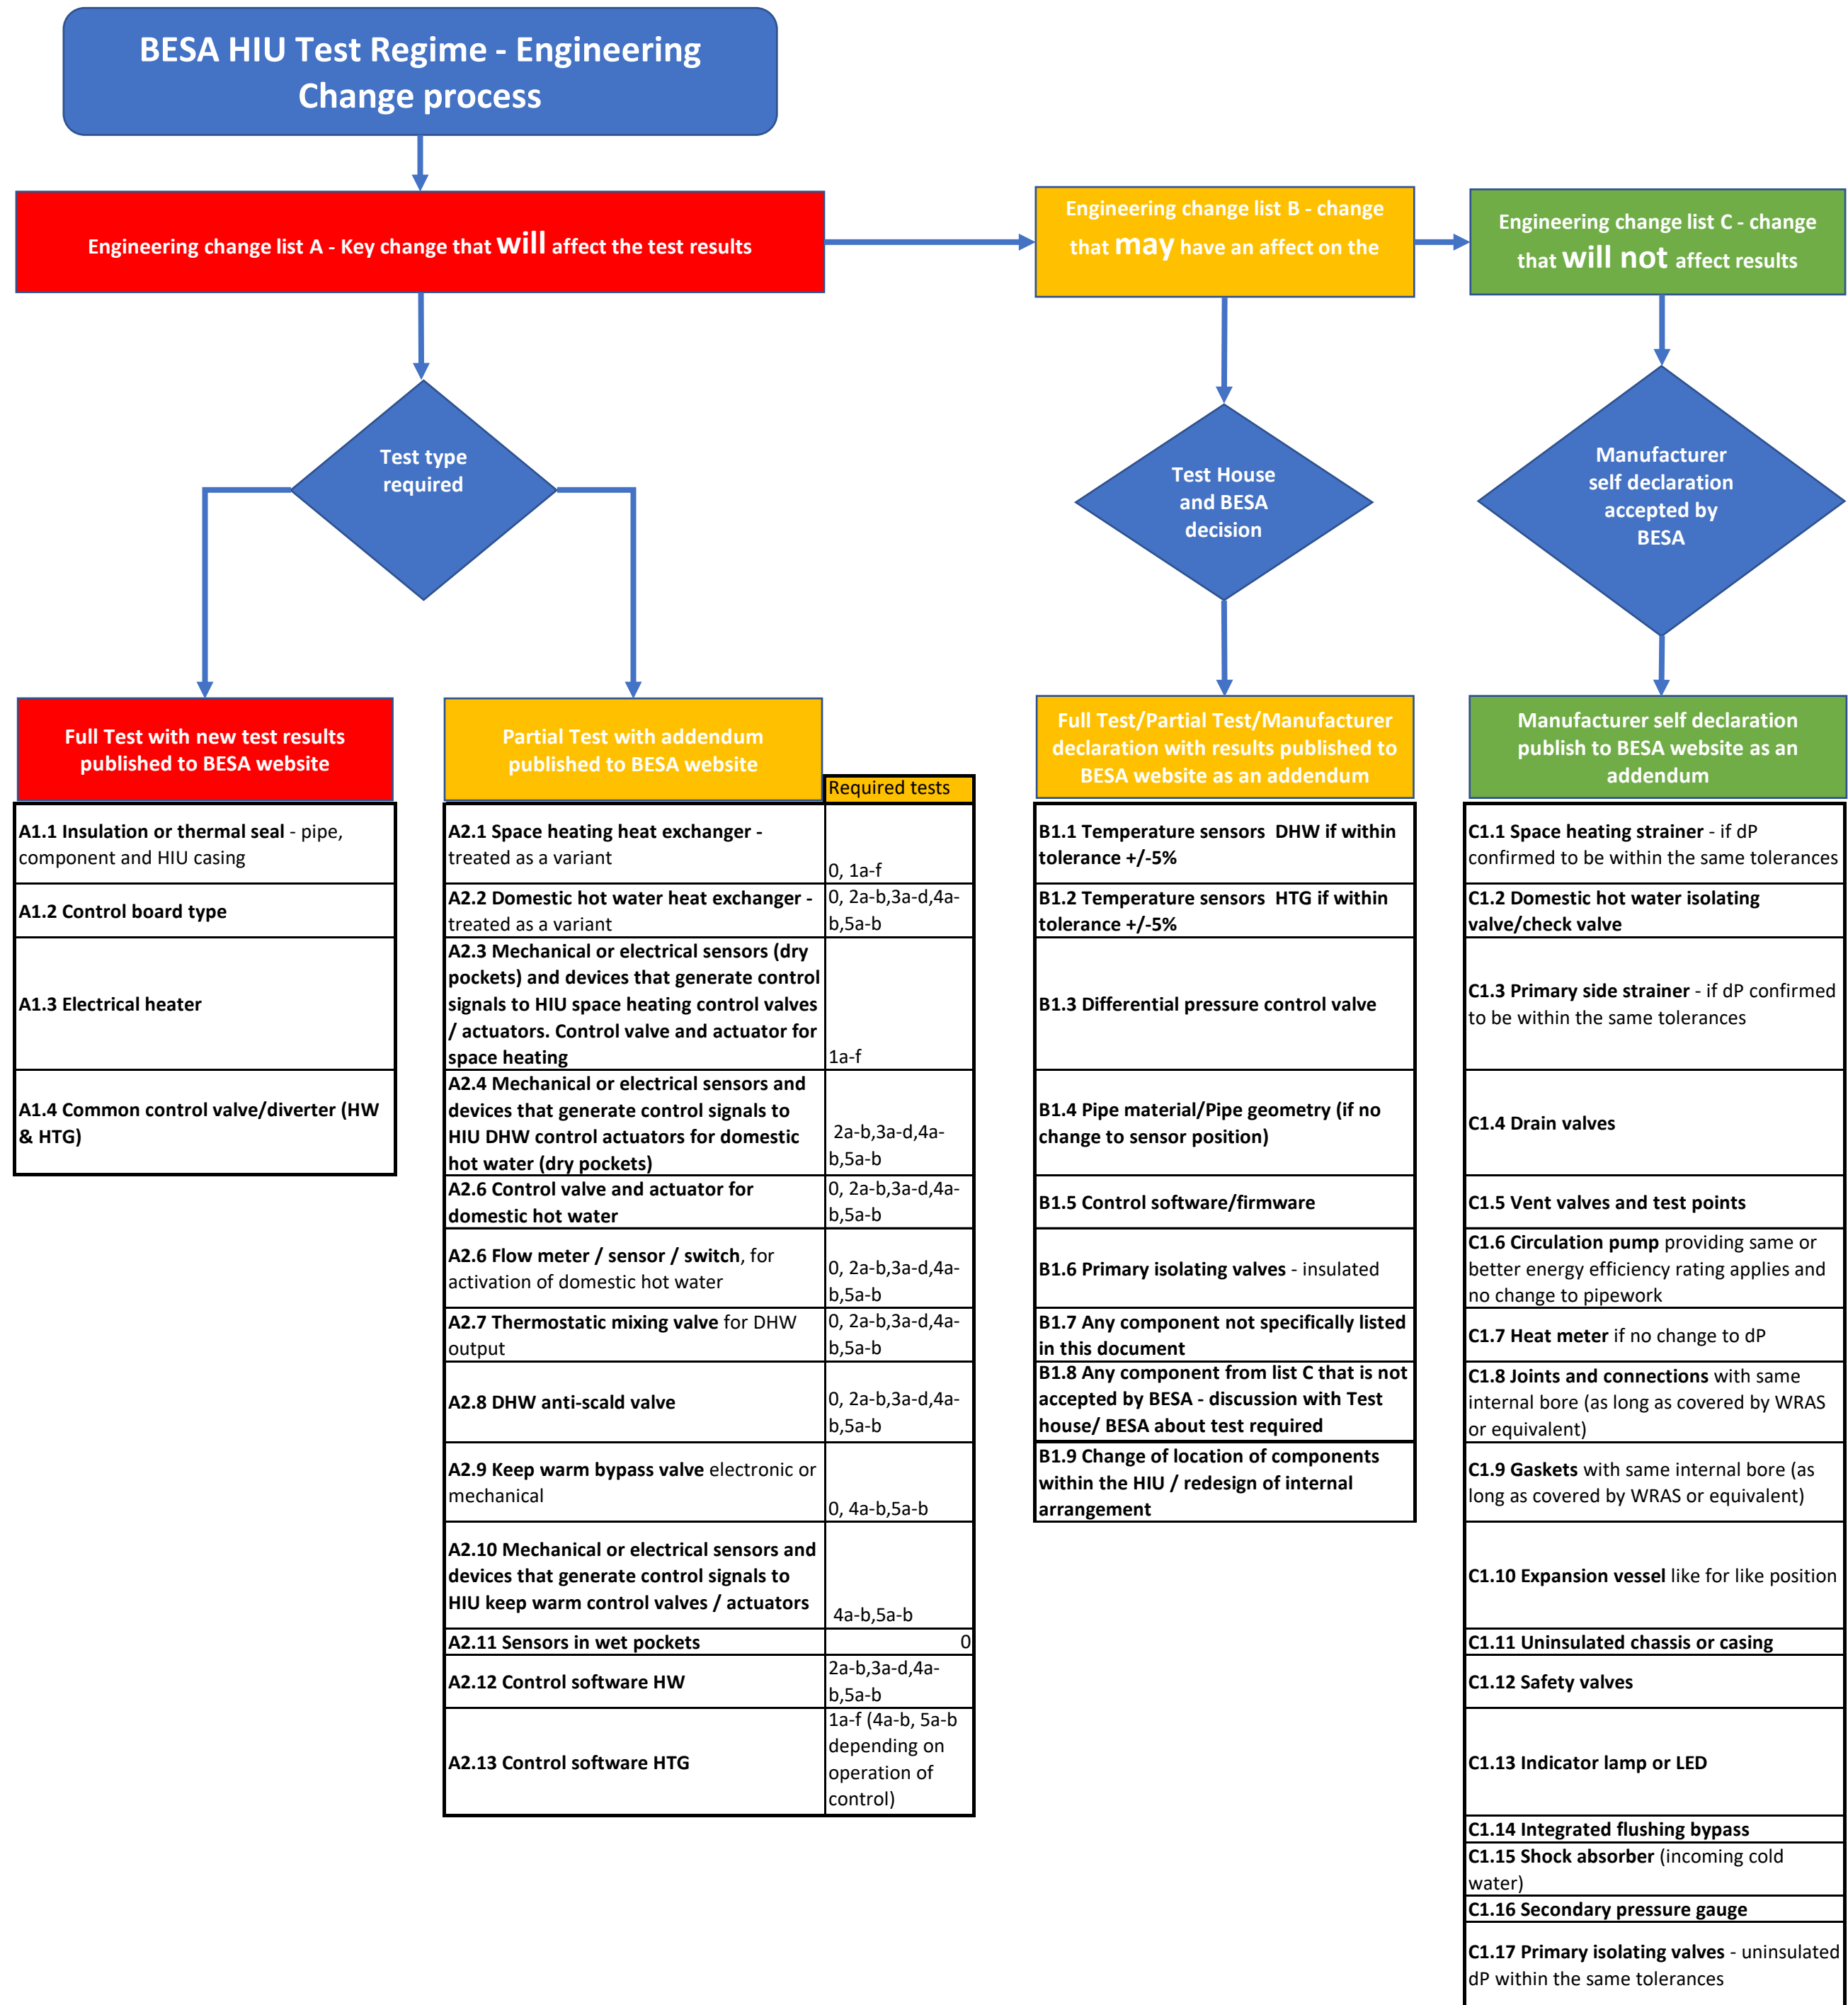 BESA HIU Test Regime - Engineering
Change process
Engineering change list A - Key change that will affect the test results
Engineering change list B - change
that may have an affect on the
Engineering change list C - change
that will not affect results
Test type
required
Test House
and BESA
decision
Manufacturer
self declaration
accepted by
BESA
Full Test with new test results
published to BESA website
A1.1 Insulation or thermal seal - pipe,
component and HIU casing
A1.2 Control board type
A1.3 Electrical heater
A1.4 Common control valve/diverter (HW
& HTG)
Partial Test with addendum
published to BESA website
Required tests
A2.1 Space heating heat exchanger -
treated as a variant
0, 1a-f
A2.2 Domestic hot water heat exchanger -
treated as a variant
0, 2a-b,3a-d,4a-
b,5a-b
A2.3 Mechanical or electrical sensors (dry
pockets) and devices that generate control
signals to HIU space heating control valves
/ actuators. Control valve and actuator for
space heating
1a-f
A2.4 Mechanical or electrical sensors and
devices that generate control signals to
HIU DHW control actuators for domestic
hot water (dry pockets)
2a-b,3a-d,4a-
b,5a-b
A2.6 Control valve and actuator for
domestic hot water
0, 2a-b,3a-d,4a-
b,5a-b
A2.6 Flow meter / sensor / switch, for
activation of domestic hot water
0, 2a-b,3a-d,4a-
b,5a-b
A2.7 Thermostatic mixing valve for DHW
output
0, 2a-b,3a-d,4a-
b,5a-b
A2.8 DHW anti-scald valve
0, 2a-b,3a-d,4a-
b,5a-b
A2.9 Keep warm bypass valve electronic or
mechanical
0, 4a-b,5a-b
A2.10 Mechanical or electrical sensors and
devices that generate control signals to
HIU keep warm control valves / actuators
4a-b,5a-b
A2.11 Sensors in wet pockets
0
A2.12 Control software HW
2a-b,3a-d,4a-
b,5a-b
A2.13 Control software HTG
1a-f (4a-b, 5a-b
depending on
operation of
control)
Full Test/Partial Test/Manufacturer
declaration with results published to
BESA website as an addendum
B1.1 Temperature sensors  DHW if within
tolerance +/-5%
B1.2 Temperature sensors  HTG if within
tolerance +/-5%
B1.3 Differential pressure control valve
B1.4 Pipe material/Pipe geometry (if no
change to sensor position)
B1.5 Control software/firmware
B1.6 Primary isolating valves - insulated
B1.7 Any component not specifically listed
in this document
B1.8 Any component from list C that is not
accepted by BESA - discussion with Test
house/ BESA about test required
B1.9 Change of location of components
within the HIU / redesign of internal
arrangement
Manufacturer self declaration
publish to BESA website as an
addendum
C1.1 Space heating strainer - if dP
confirmed to be within the same tolerances
C1.2 Domestic hot water isolating
valve/check valve
C1.3 Primary side strainer - if dP confirmed
to be within the same tolerances
C1.4 Drain valves
C1.5 Vent valves and test points
C1.6 Circulation pump providing same or
better energy efficiency rating applies and
no change to pipework
C1.7 Heat meter if no change to dP
C1.8 Joints and connections with same
internal bore (as long as covered by WRAS
or equivalent)
C1.9 Gaskets with same internal bore (as
long as covered by WRAS or equivalent)
C1.10 Expansion vessel like for like position
C1.11 Uninsulated chassis or casing
C1.12 Safety valves
C1.13 Indicator lamp or LED
C1.14 Integrated flushing bypass
C1.15 Shock absorber (incoming cold
water)
C1.16 Secondary pressure gauge
C1.17 Primary isolating valves - uninsulated
dP within the same tolerances